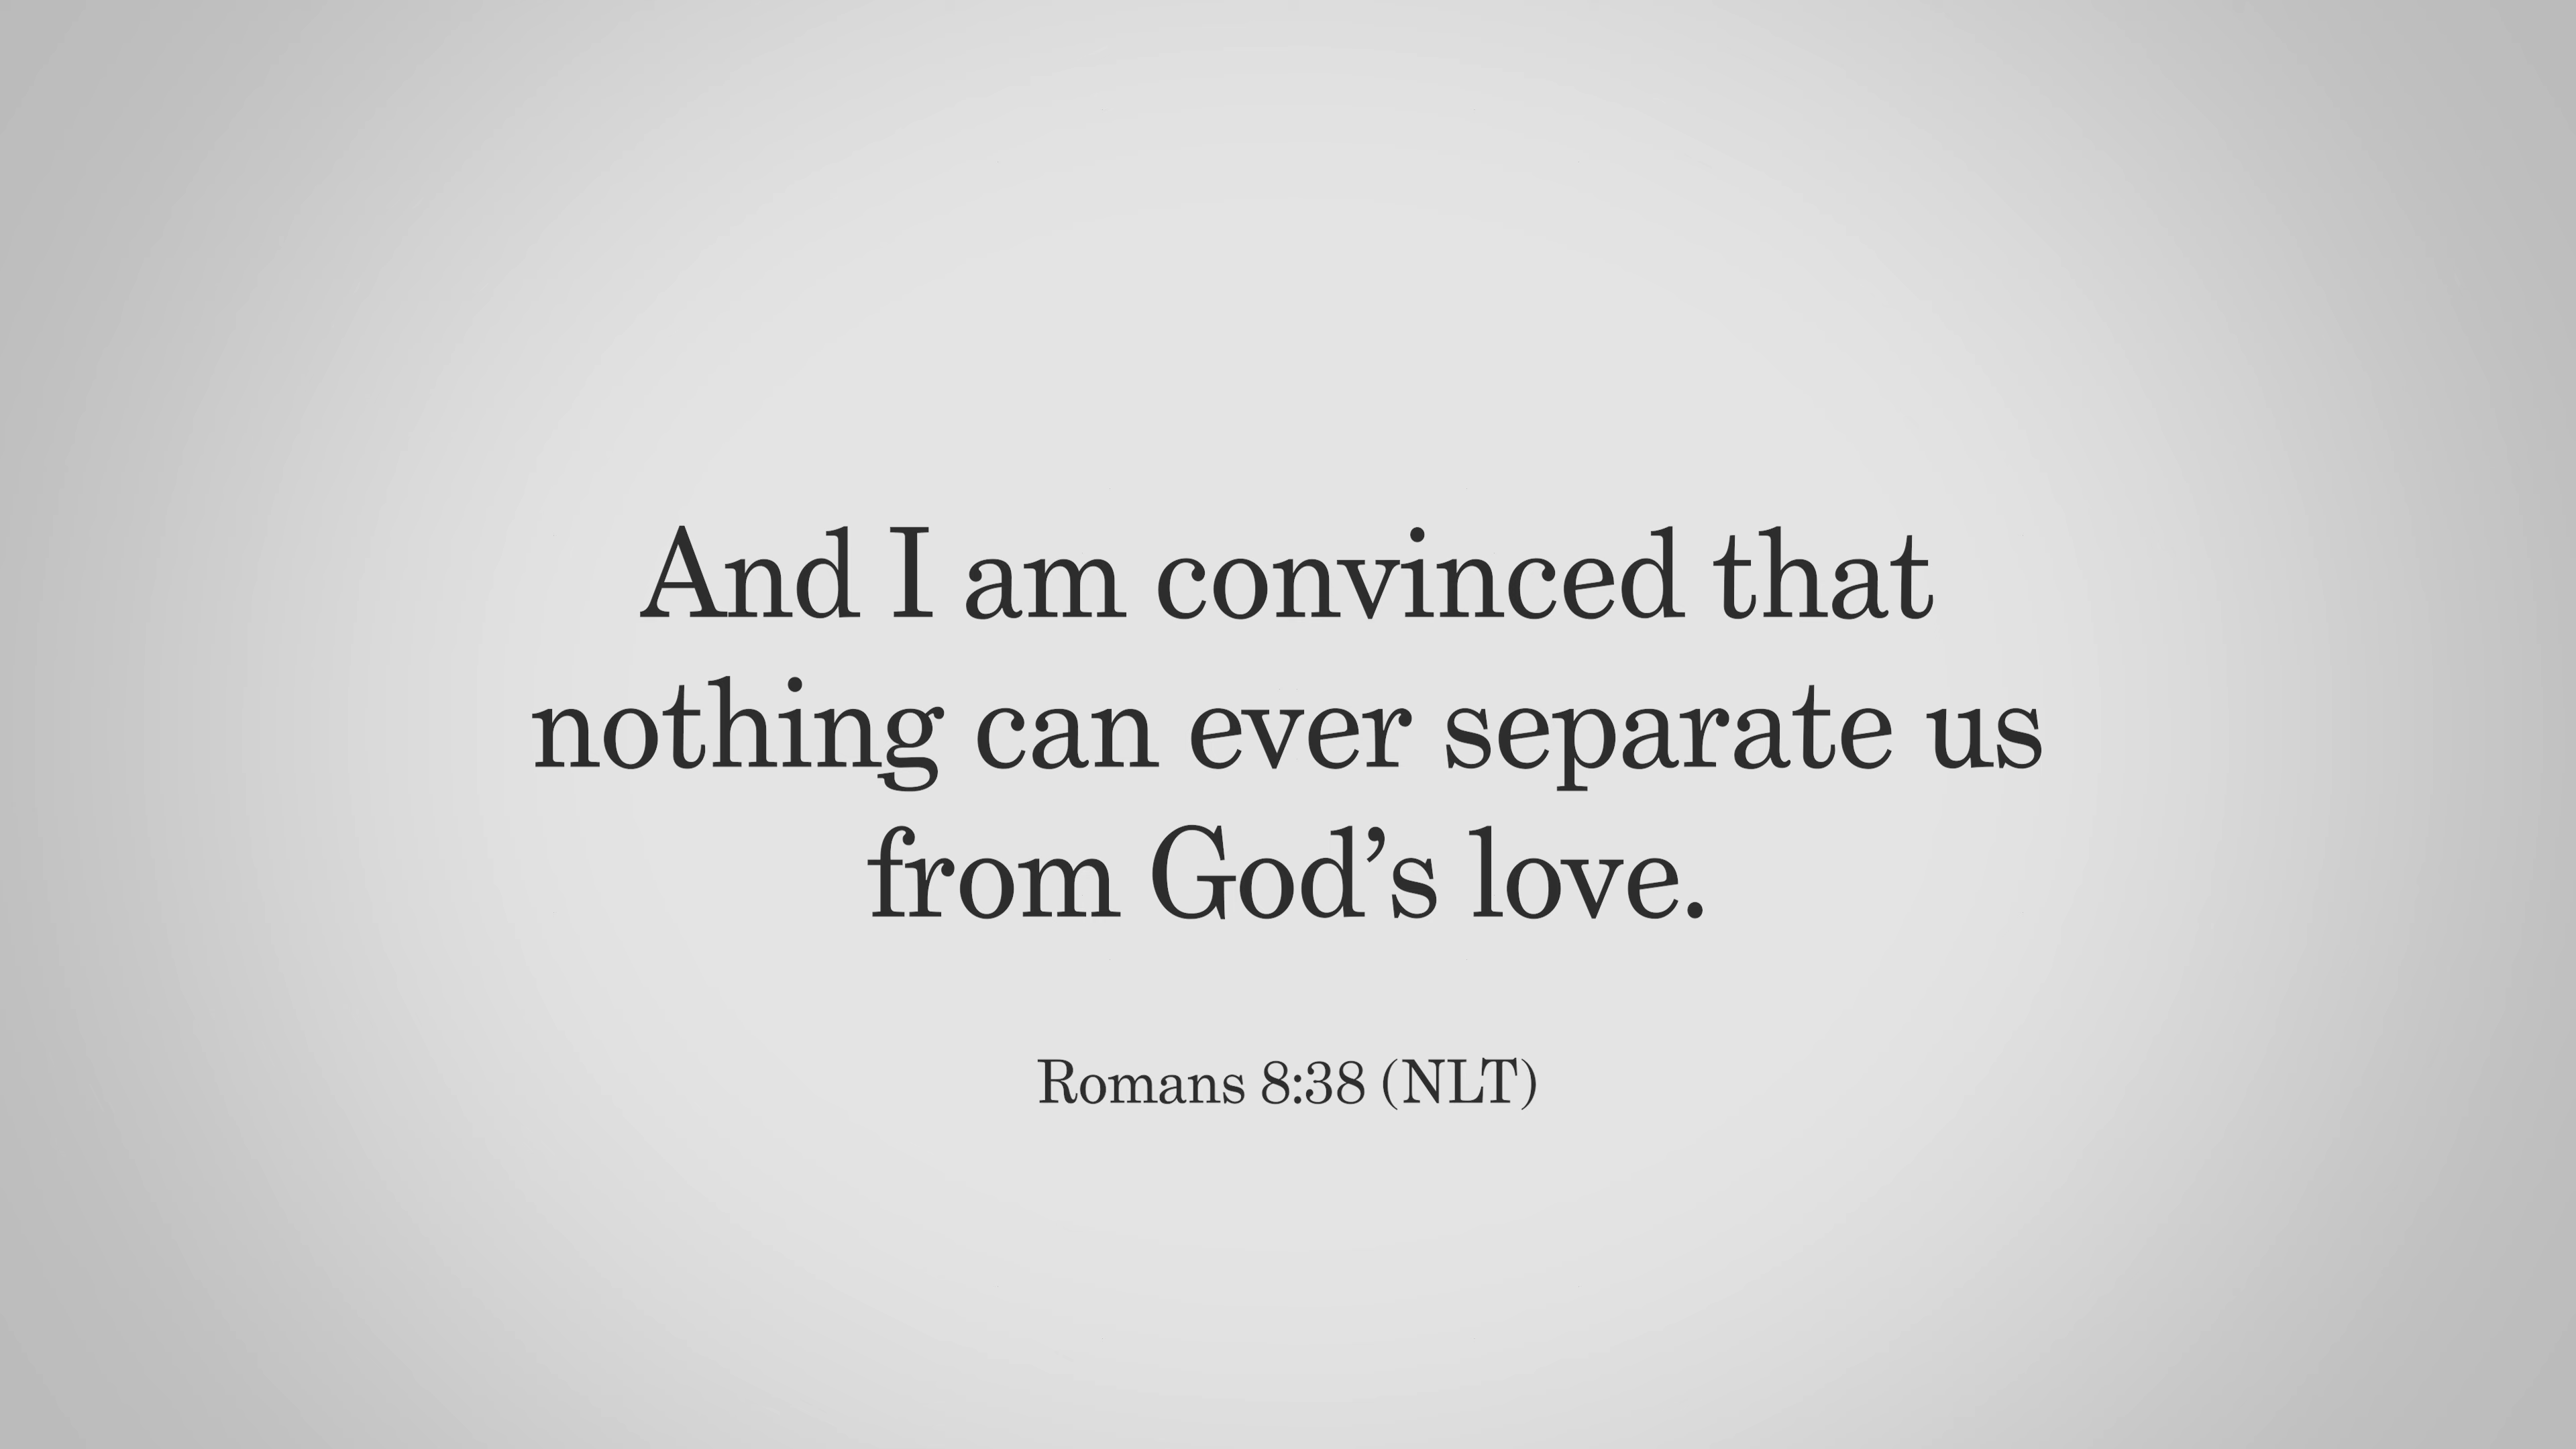 And I am convinced that
nothing can ever separate us
from God’s love.
Romans 8:38 (NLT)